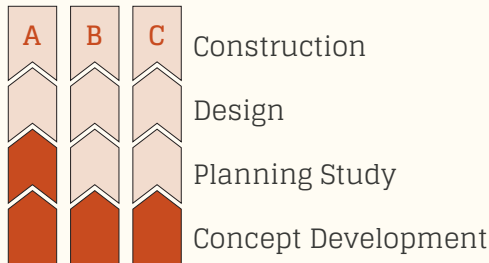 A B C
Construction
Design
Planning Study
Concept Development